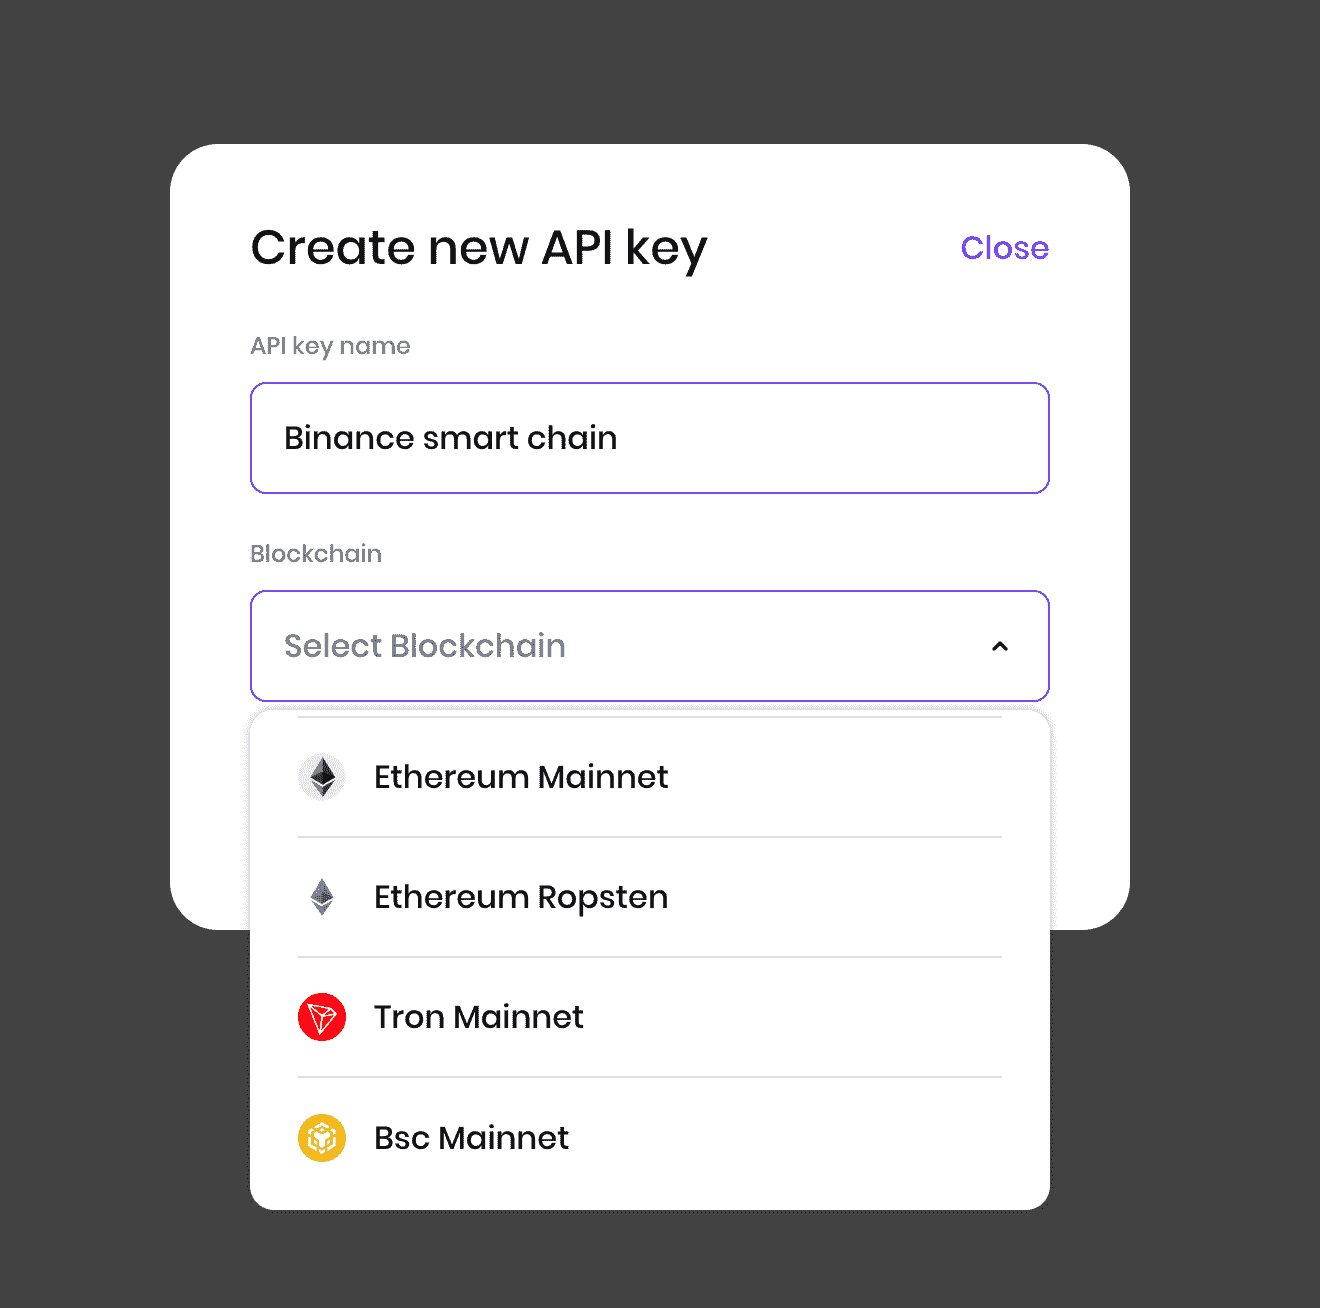 Create new API key
Close
API key name
Binance smart chain
Blockchain
Select Blockchain
Ethereum Mainnet
Ethereum Ropsten
Tron Mainnet
Bsc Mainnet